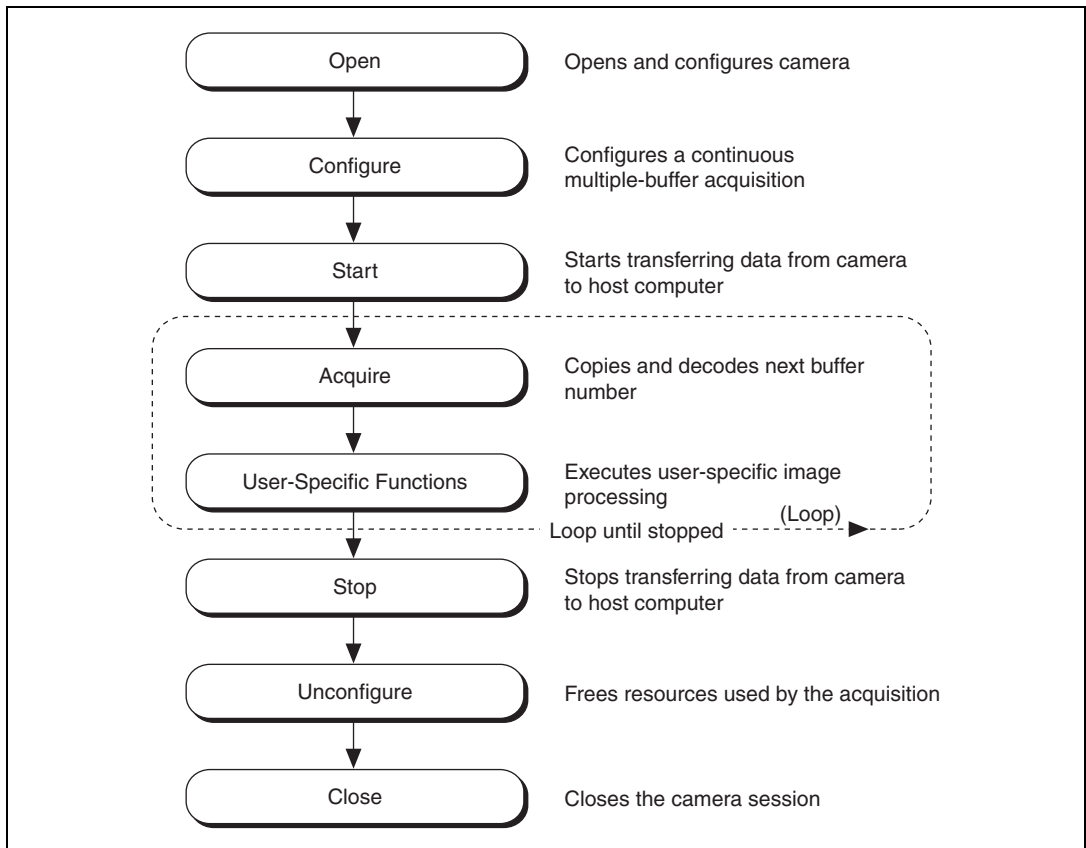 Open
Opens and configures camera
Configure
Configures a continuous
multiple-buffer acquisition
Start
Starts transferring data from camera
to host computer
Acquire
Copies and decodes next buffer
number
User-Specific Functions
Executes user-specific image
processing
(Loop)
Loop until stopped
Stop
Stops transferring data from camera
to host computer
Unconfigure
Frees resources used by the acquisition
Close
Closes the camera session